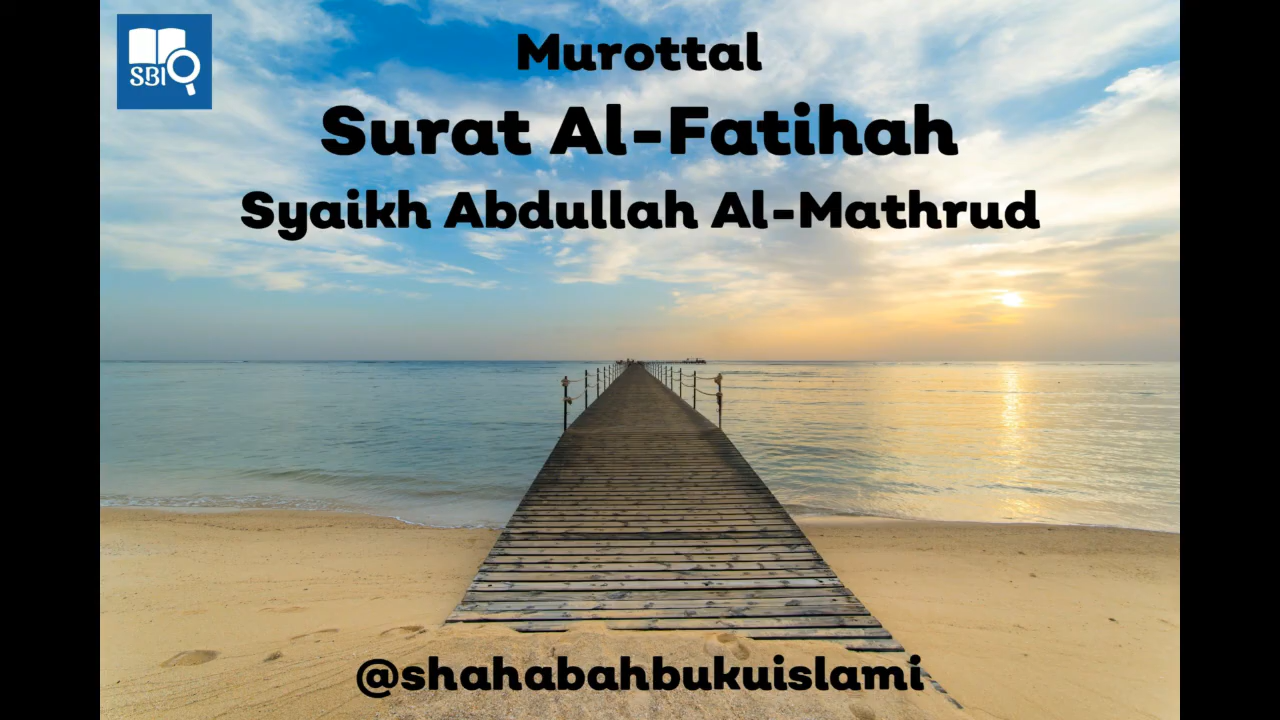 SBI
Murottal
Surat Al-Fatihah
Syaikh Abdullah Al-Mathrud
@shahabahbukuislami